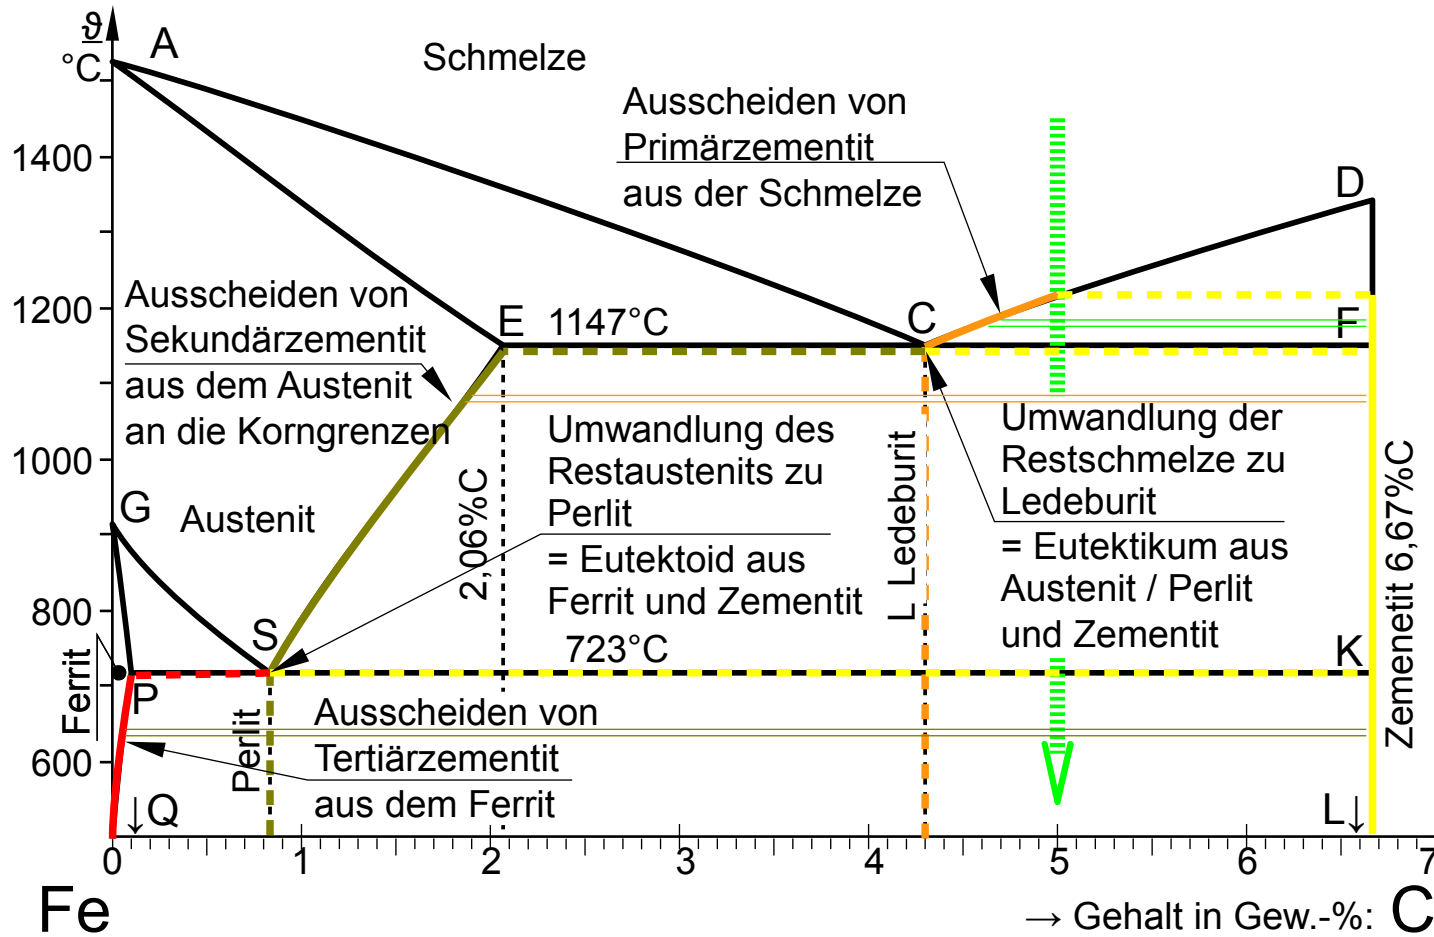 ϑ
°C
A
Schmelze
Ausscheiden von
Primärzementit
aus der Schmelze
1400
D
Ausscheiden von
Sekundärzementit
aus dem Austenit
an die Korngrenzen
1200
E
1147°C
C
F
Umwandlung des
Restaustenits zu
Perlit
= Eutektoid aus
Ferrit und Zementit
Umwandlung der
Restschmelze zu
Ledeburit
= Eutektikum aus
Austenit / Perlit
und Zementit
1000
2,06%C
L Ledeburit
Zemenetit 6,67%C
G
Austenit
800
S
723°C
K
Ferrit
P
Perlit
Ausscheiden von
Tertiärzementit
aus dem Ferrit
600
↓Q
L↓
0 1 2 3 4 5 6 7
Fe
→ Gehalt in Gew.-%: C